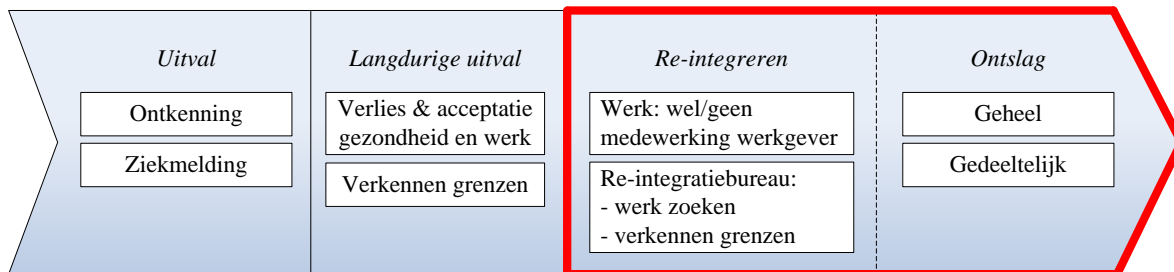 Uitval
Ontkenning
Ziekmelding
Langdurige uitval
Verlies & acceptatie
gezondheid en werk
Verkennen grenzen
Re-integreren
Werk: wel/geen
medewerking werkgever
Re-integratiebureau:
- werk zoeken
- verkennen grenzen
Ontslag
Geheel
Gedeeltelijk